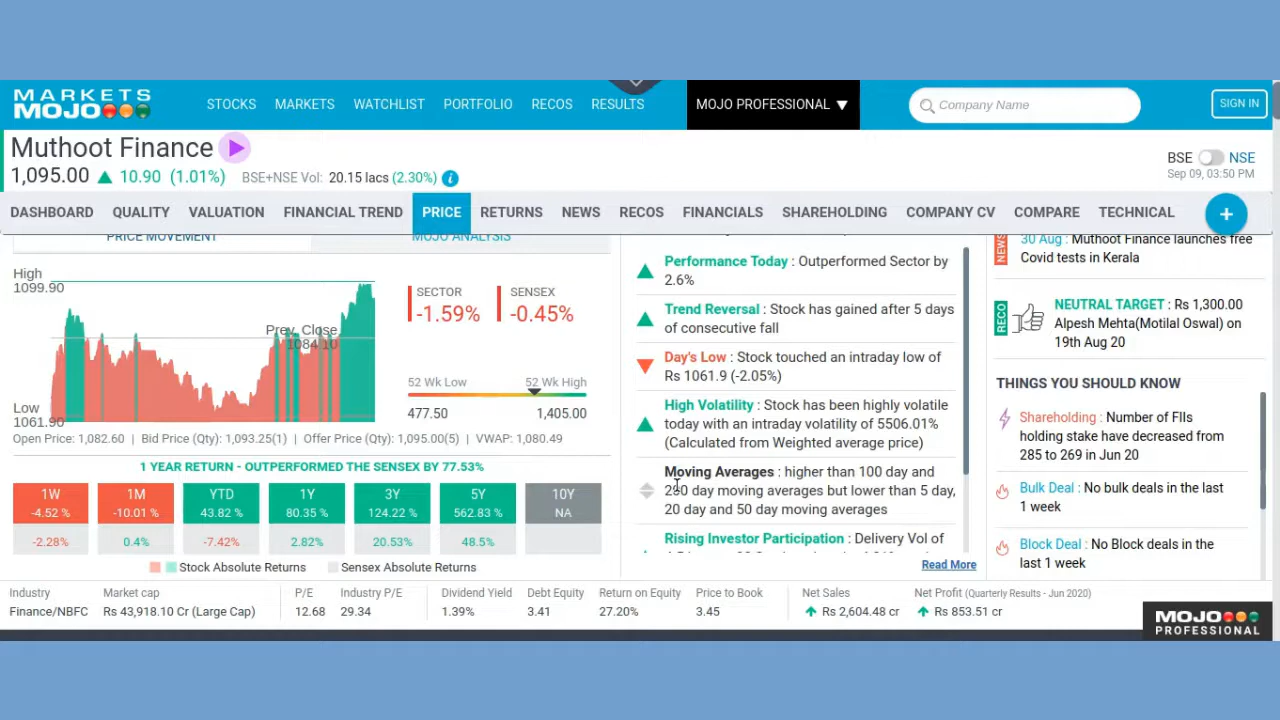 MARKETS
MOJO
STOCKS MARKETS WATCHLIST PORTFOLIO RECOS RESULTS
MOJO PROFESSIONAL ▼
Company Name
SIGN IN
Muthoot Finance
1,095.00 ▲ 10.90 (1.01%) BSE+NSE Vol: 20.15 lacs (2.30%) i
BSE NSE
Sep 09, 03:50 PM
DASHBOARD QUALITY VALUATION FINANCIAL TREND PRICE RETURNS NEWS RECOS FINANCIALS SHAREHOLDING COMPANY CV COMPARE TECHNICAL +
PRICE MOVEMENT
MOJO ANALYSIS
High
1099.90
Prev. Close
1084.10
Low
1061.90
SECTOR
-1.59%
SENSEX
-0.45%
52 Wk Low 52 Wk High
477.50 1,405.00
Open Price: 1,082.60 | Bid Price (Qty): 1,093.25(1) | Offer Price (Qty): 1,095.00(5) | VWAP: 1,080.49
1 YEAR RETURN - OUTPERFORMED THE SENSEX BY 77.53%
1W 1M YTD 1Y 3Y 5Y 10Y
-4.52 % -10.01 % 43.82 % 80.35 % 124.22 % 562.83 % NA
-2.28% 0.4% -7.42% 2.82% 20.53% 48.5%
Stock Absolute Returns Sensex Absolute Returns
Performance Today : Outperformed Sector by
2.6%
Trend Reversal : Stock has gained after 5 days
of consecutive fall
Day's Low : Stock touched an intraday low of
Rs 1061.9 (-2.05%)
High Volatility : Stock has been highly volatile
today with an intraday volatility of 5506.01%
(Calculated from Weighted average price)
Moving Averages : higher than 100 day and
200 day moving averages but lower than 5 day,
20 day and 50 day moving averages
Rising Investor Participation : Delivery Vol of
Read More
NEWS
30 Aug : Muthoot Finance launches free
Covid tests in Kerala
RECO
NEUTRAL TARGET : Rs 1,300.00
Alpesh Mehta(Motilal Oswal) on
19th Aug 20
THINGS YOU SHOULD KNOW
Shareholding : Number of FIIs
holding stake have decreased from
285 to 269 in Jun 20
Bulk Deal : No bulk deals in the last
1 week
Block Deal : No Block deals in the
last 1 week
Industry Market cap P/E Industry P/E Dividend Yield Debt Equity Return on Equity Price to Book Net Sales Net Profit (Quarterly Results - Jun 2020)
Finance/NBFC Rs 43,918.10 Cr (Large Cap) 12.68 29.34 1.39% 3.41 27.20% 3.45 Rs 2,604.48 cr Rs 853.51 cr
MOJO
PROFESSIONAL